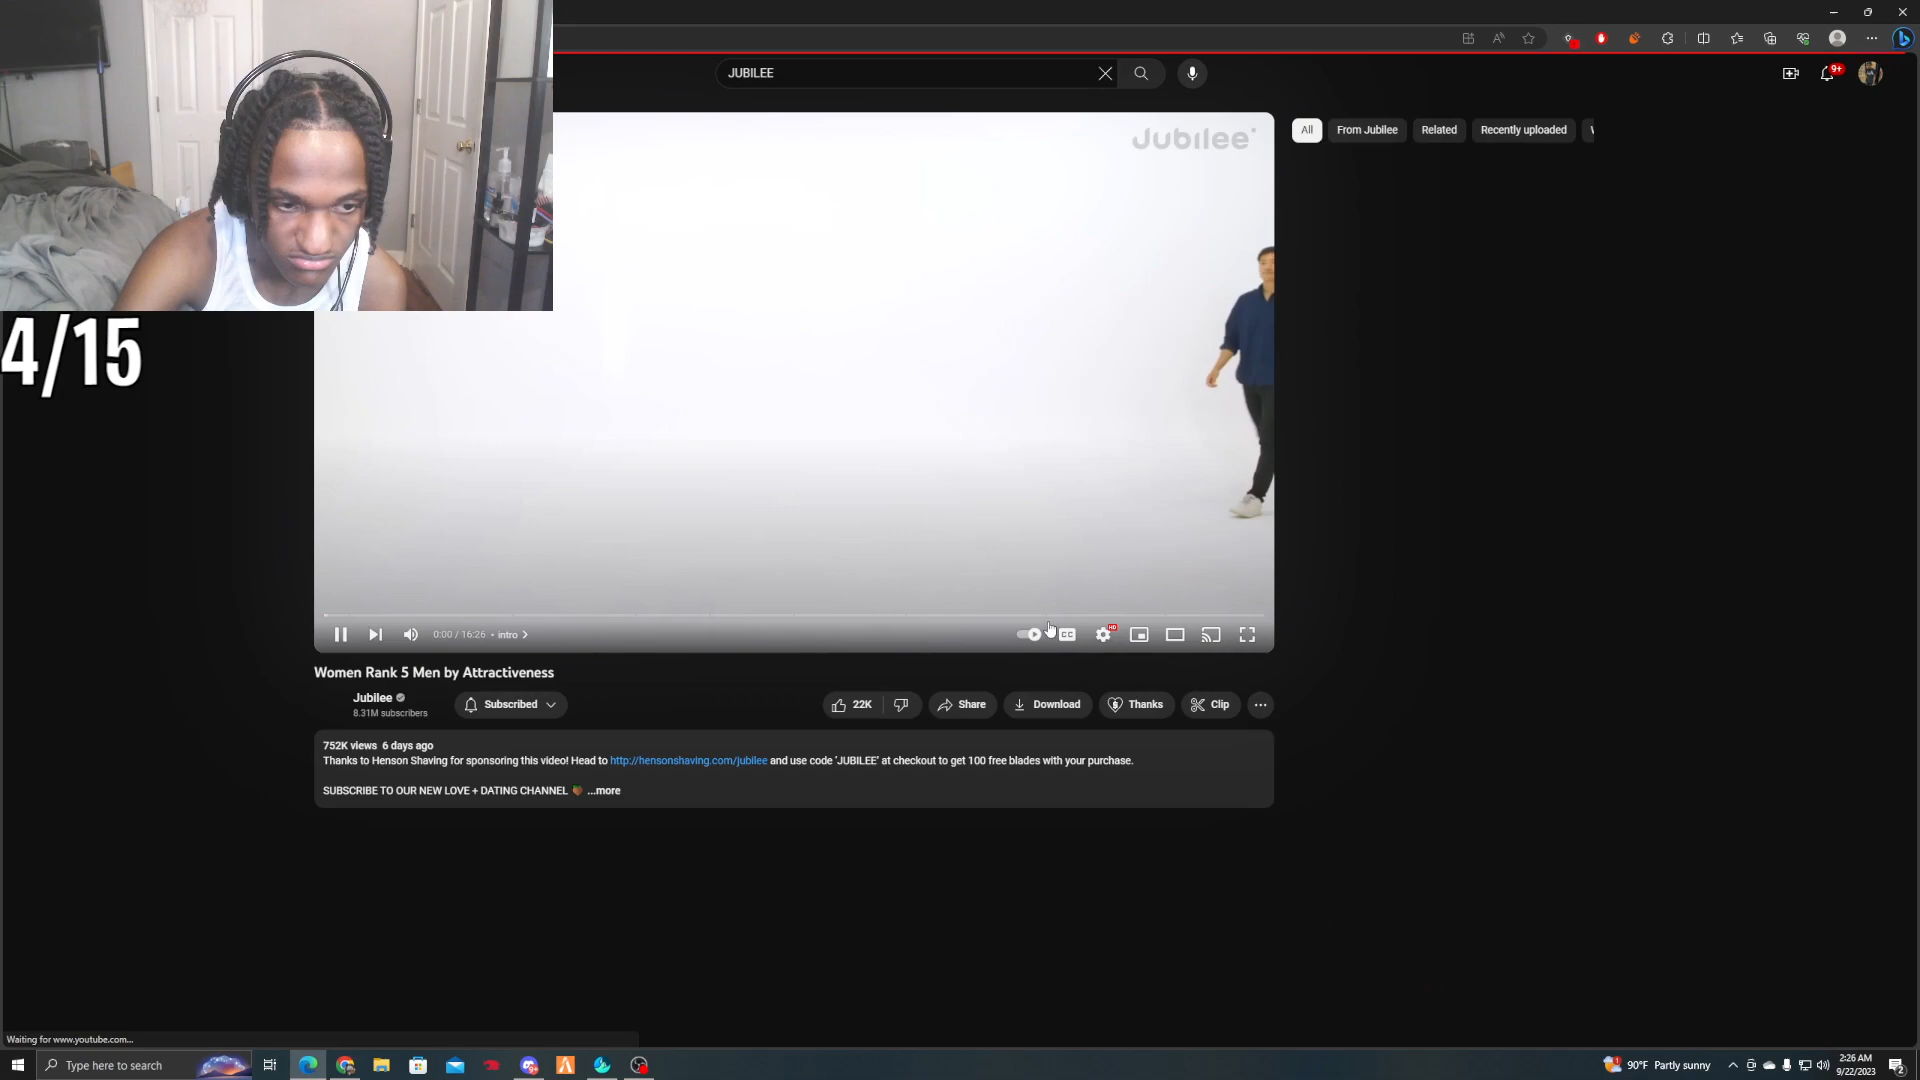 JUBILEE
All
From Jubilee
Related
Recently uploaded
9+
Jubilee
4/15
0:00 / 16:26 • intro
CC
HD
Women Rank 5 Men by Attractiveness
Jubilee
8.31M subscribers
Subscribed
22K
Share
Download
Thanks
Clip
752K views 6 days ago
Thanks to Henson Shaving for sponsoring this video! Head to http://hensonshaving.com/jubilee and use code 'JUBILEE' at checkout to get 100 free blades with your purchase.
SUBSCRIBE TO OUR NEW LOVE + DATING CHANNEL ...more
Waiting for www.youtube.com...
Type here to search
90°F Partly sunny
2:26 AM
9/22/2023
2